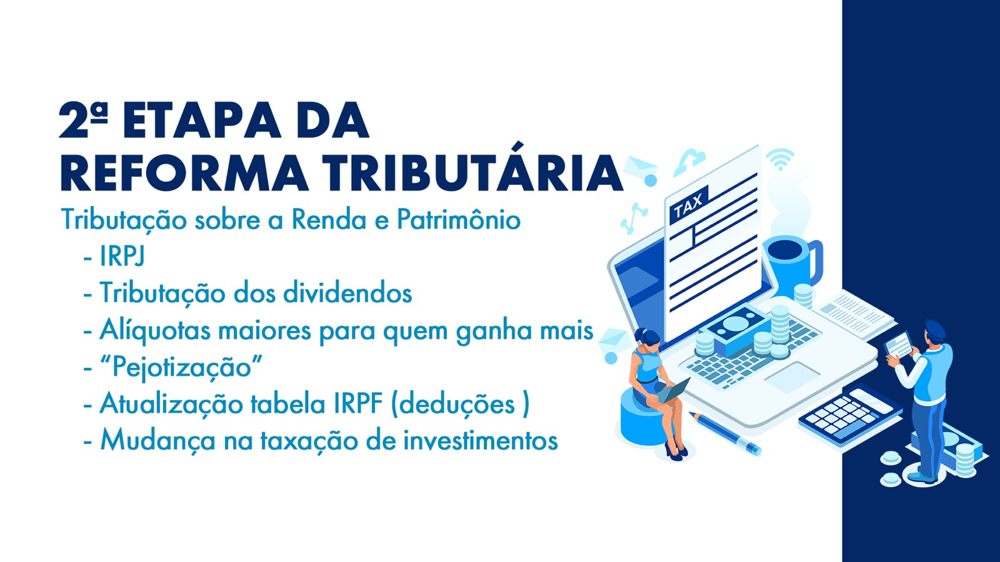 2ª ETAPA DA
REFORMA TRIBUTÁRIA
Tributação sobre a Renda e Patrimônio
- IRPJ
- Tributação dos dividendos
- Alíquotas maiores para quem ganha mais
- “Pejotização”
- Atualização tabela IRPF (deduções )
- Mudança na taxação de investimentos
TAX